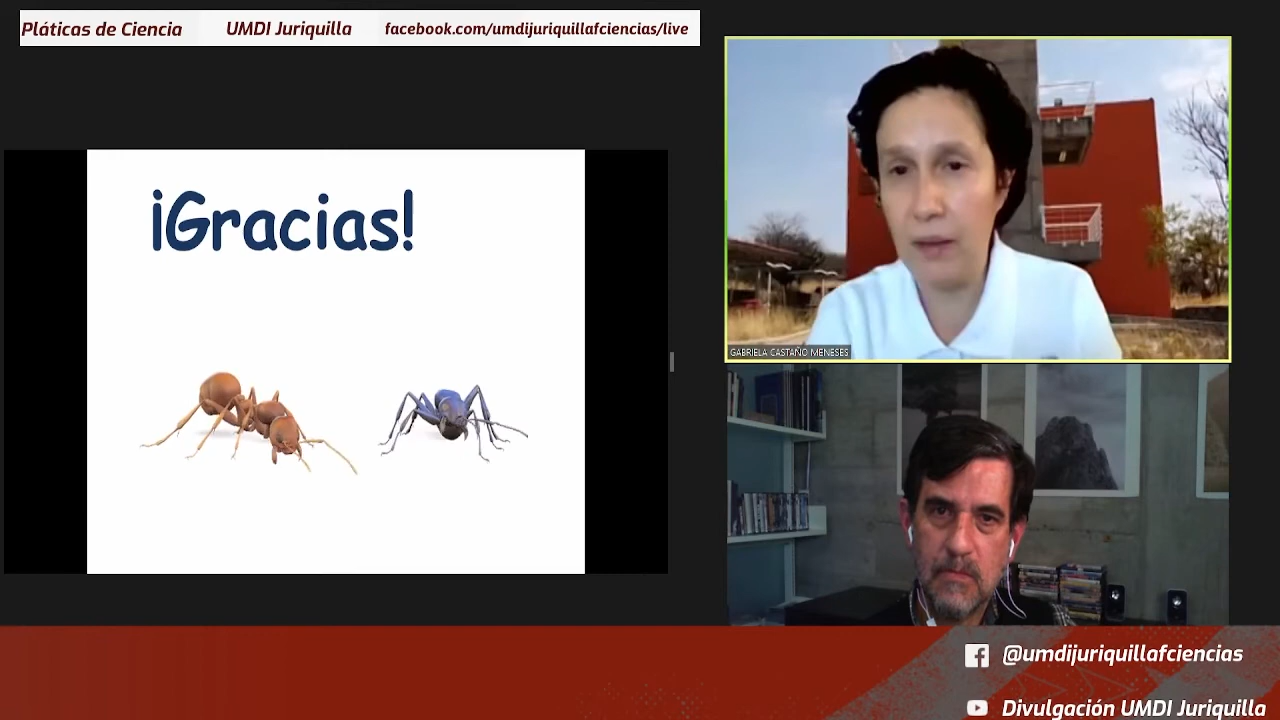 Pláticas de Ciencia UMDI Juriquilla facebook.com/umdijuriquillafciencias/live
¡Gracias!
GABRIELA CASTAÑO MENESES
@umdijuriquillafciencias
Divulgación UMDI Juriquilla